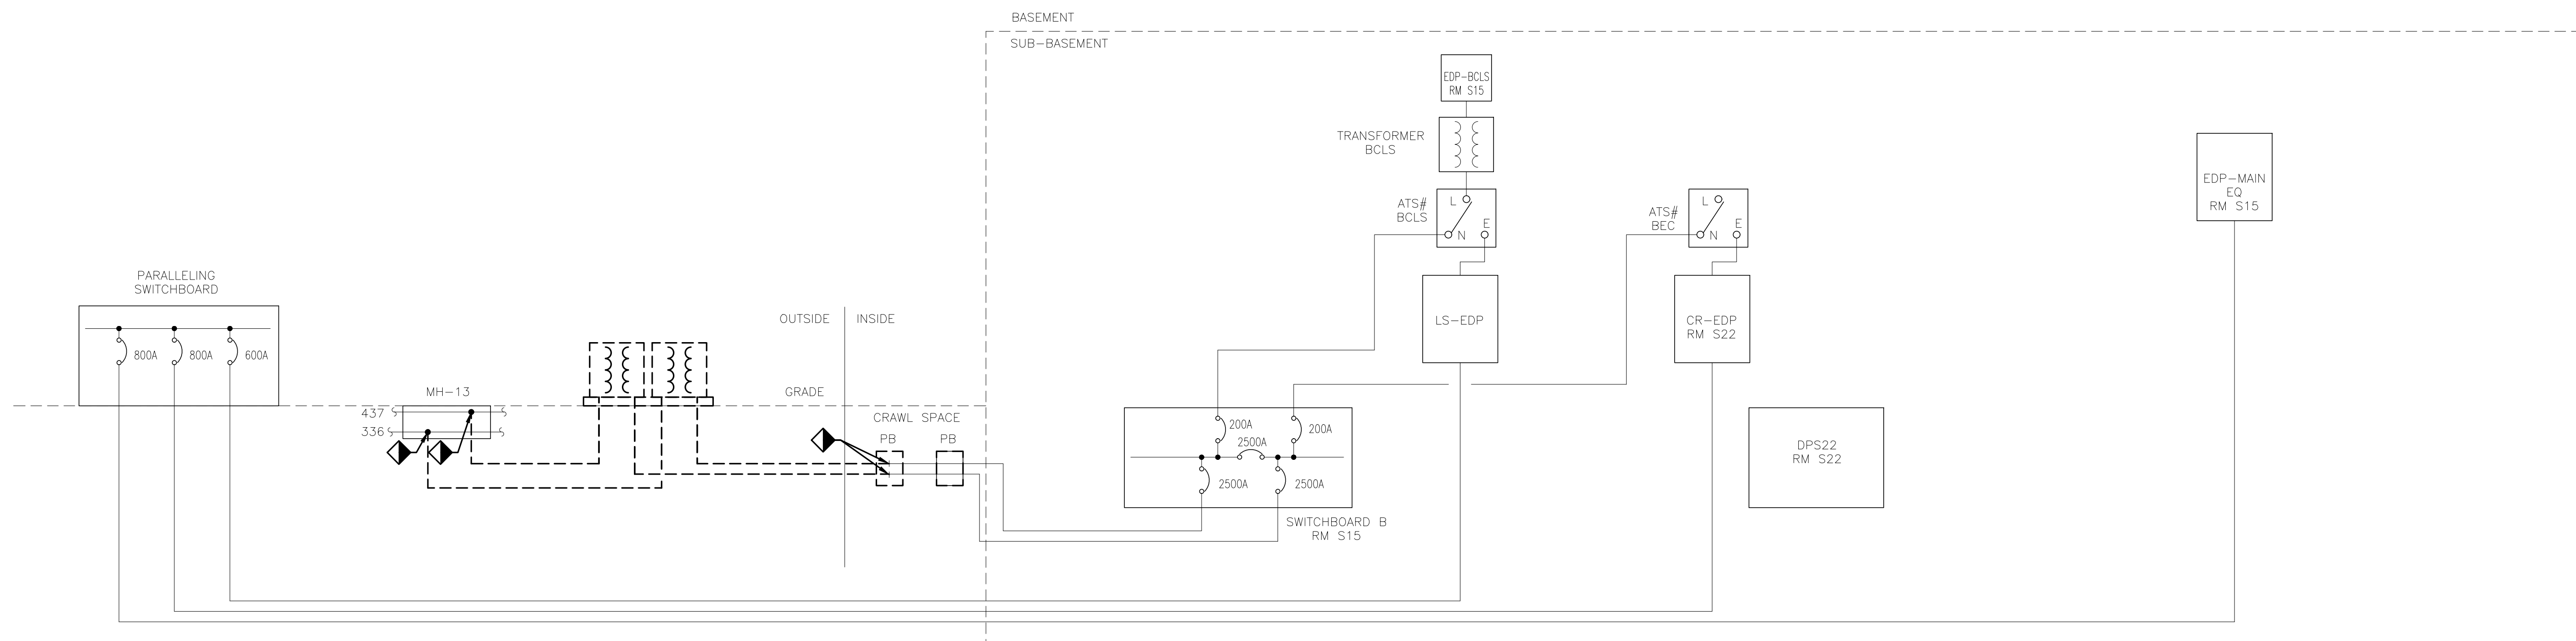 BASEMENT
SUB-BASEMENT
EDP-BCLS
RM S15
TRANSFORMER
BCLS
ATS#
BCLS
L
N
E
ATS#
BEC
L
N
E
EDP-MAIN
EQ
RM S15
PARALLELING
SWITCHBOARD
800A
800A
600A
OUTSIDE
INSIDE
LS-EDP
CR-EDP
RM S22
MH-13
GRADE
437
336
CRAWL SPACE
PB
PB
200A
2500A
200A
2500A
2500A
SWITCHBOARD B
RM S15
DPS22
RM S22